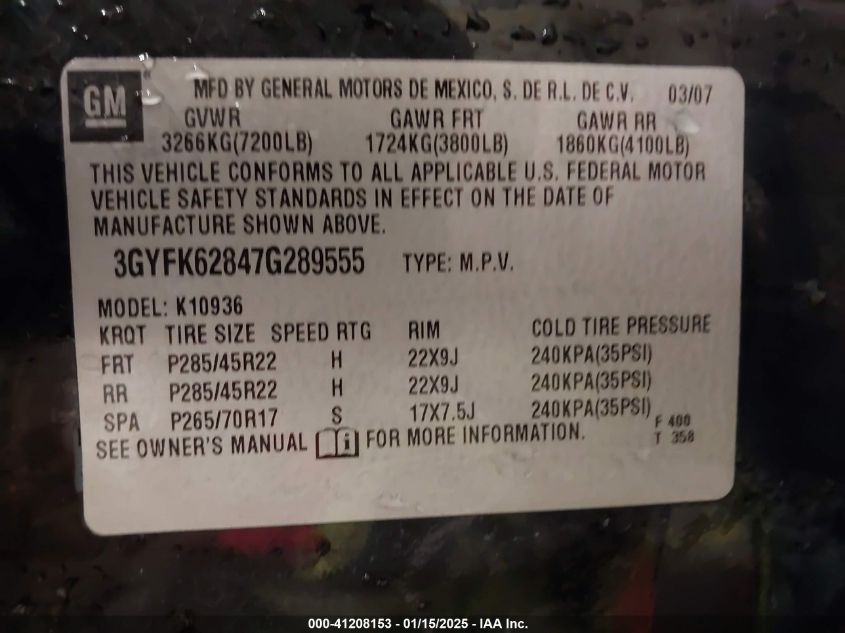 GM
MFD BY GENERAL MOTORS DE MEXICO, S. DE R.L. DE C.V. 03/07
GVWR GAWR FRT GAWR RR
3266KG(7200LB) 1724KG(3800LB) 1860KG(4100LB)
THIS VEHICLE CONFORMS TO ALL APPLICABLE U.S. FEDERAL MOTOR
VEHICLE SAFETY STANDARDS IN EFFECT ON THE DATE OF
MANUFACTURE SHOWN ABOVE.
3GYFK62847G289555 TYPE: M.P.V.
MODEL: K10936
KRQT TIRE SIZE SPEED RTG RIM COLD TIRE PRESSURE
FRT P285/45R22 H 22X9J 240KPA(35PSI)
RR P285/45R22 H 22X9J 240KPA(35PSI)
SPA P265/70R17 S 17X7.5J 240KPA(35PSI)
F 400
SEE OWNER'S MANUAL i FOR MORE INFORMATION.
T 358
000-41208153 - 01/15/2025 - IAA Inc.